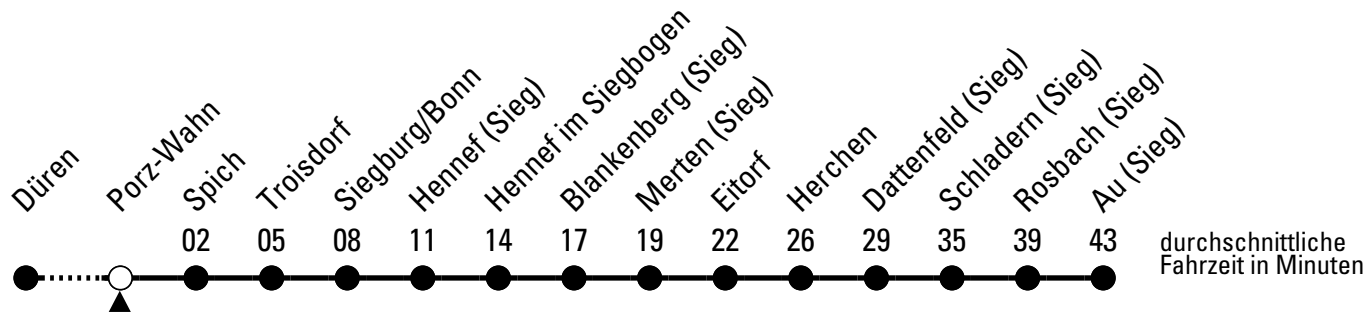 Düren
Porz-Wahn
Spich
Troisdorf
Siegburg/Bonn
Hennef (Sieg)
Hennef im Siegbogen
Blankenberg (Sieg)
Merten (Sieg)
Eitorf
Herchen
Dattenfeld (Sieg)
Schladern (Sieg)
Rosbach (Sieg)
Au (Sieg)
02 05 08 11 14 17 19 22 26 29 35 39 43
durchschnittliche
Fahrzeit in Minuten